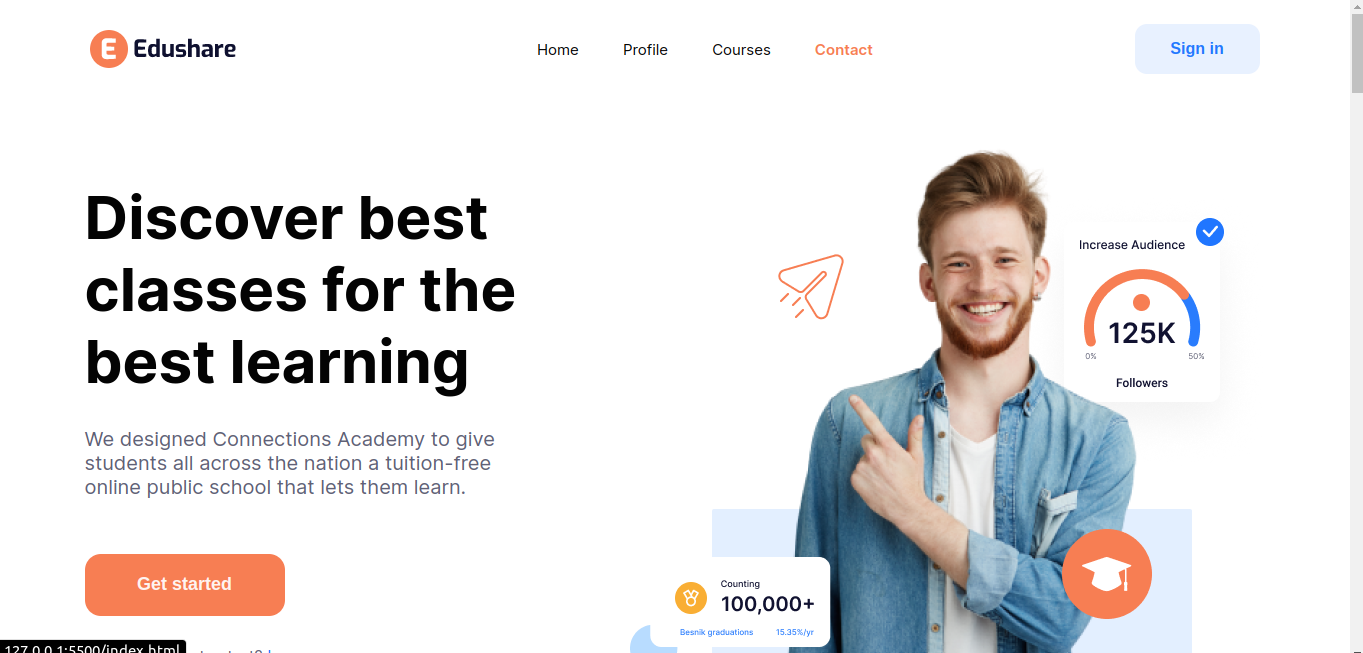 E Edushare
Home
Profile
Courses
Contact
Sign in
Discover best
classes for the
best learning
We designed Connections Academy to give
students all across the nation a tuition-free
online public school that lets them learn.
Get started
Increase Audience
125K
0%
50%
Followers
Counting
100,000+
Besnik graduations
15.35%/yr
127.0.0.1:5500/index.html